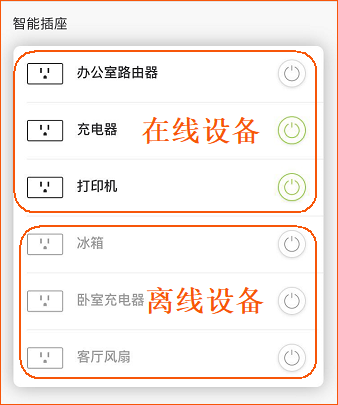 智能插座
办公室路由器
充电器 在线设备
打印机
冰箱
卧室充电器 离线设备
客厅风扇